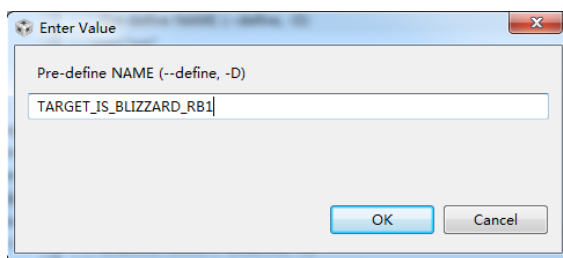 Enter Value
Pre-define NAME (--define, -D)
TARGET_IS_BLIZZARD_RB1
OK Cancel